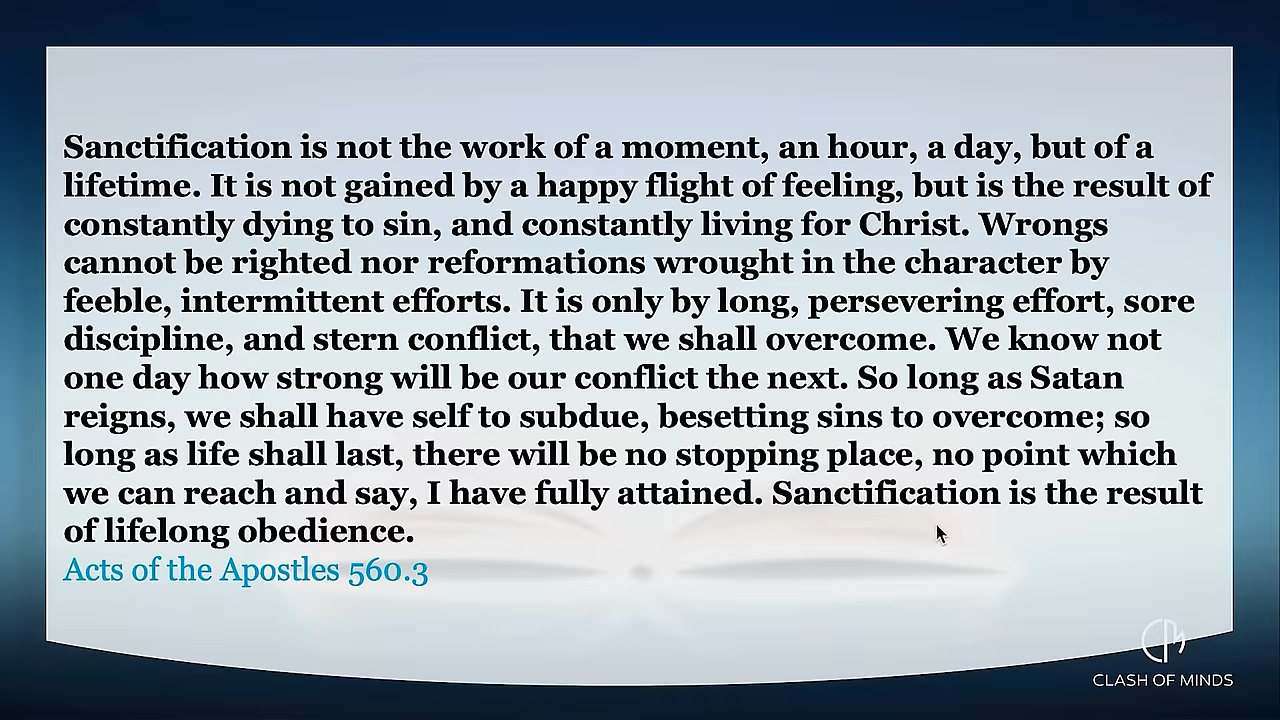 Sanctification is not the work of a moment, an hour, a day, but of a
lifetime. It is not gained by a happy flight of feeling, but is the result of
constantly dying to sin, and constantly living for Christ. Wrongs
cannot be righted nor reformations wrought in the character by
feeble, intermittent efforts. It is only by long, persevering effort, sore
discipline, and stern conflict, that we shall overcome. We know not
one day how strong will be our conflict the next. So long as Satan
reigns, we shall have self to subdue, besetting sins to overcome; so
long as life shall last, there will be no stopping place, no point which
we can reach and say, I have fully attained. Sanctification is the result
of lifelong obedience.
Acts of the Apostles 560.3
CLASH OF MINDS